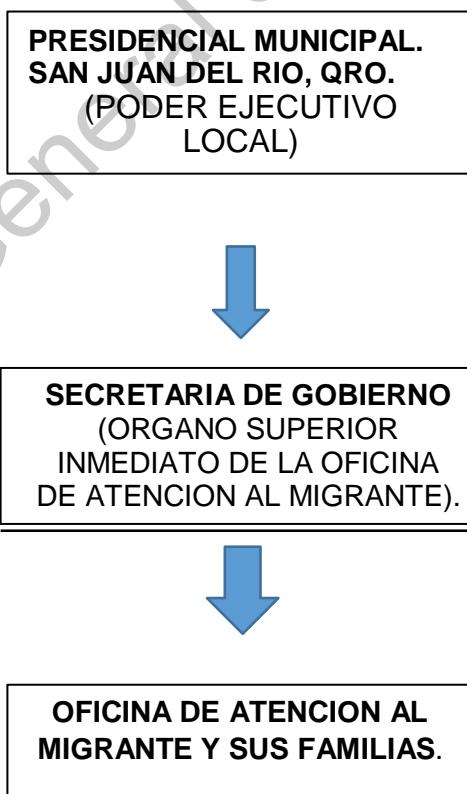 PRESIDENCIAL MUNICIPAL.
SAN JUAN DEL RIO, QRO.
(PODER EJECUTIVO
LOCAL)
SECRETARIA DE GOBIERNO
(ORGANO SUPERIOR
INMEDIATO DE LA OFICINA
DE ATENCION AL MIGRANTE).
OFICINA DE ATENCION AL
MIGRANTE Y SUS FAMILIAS.